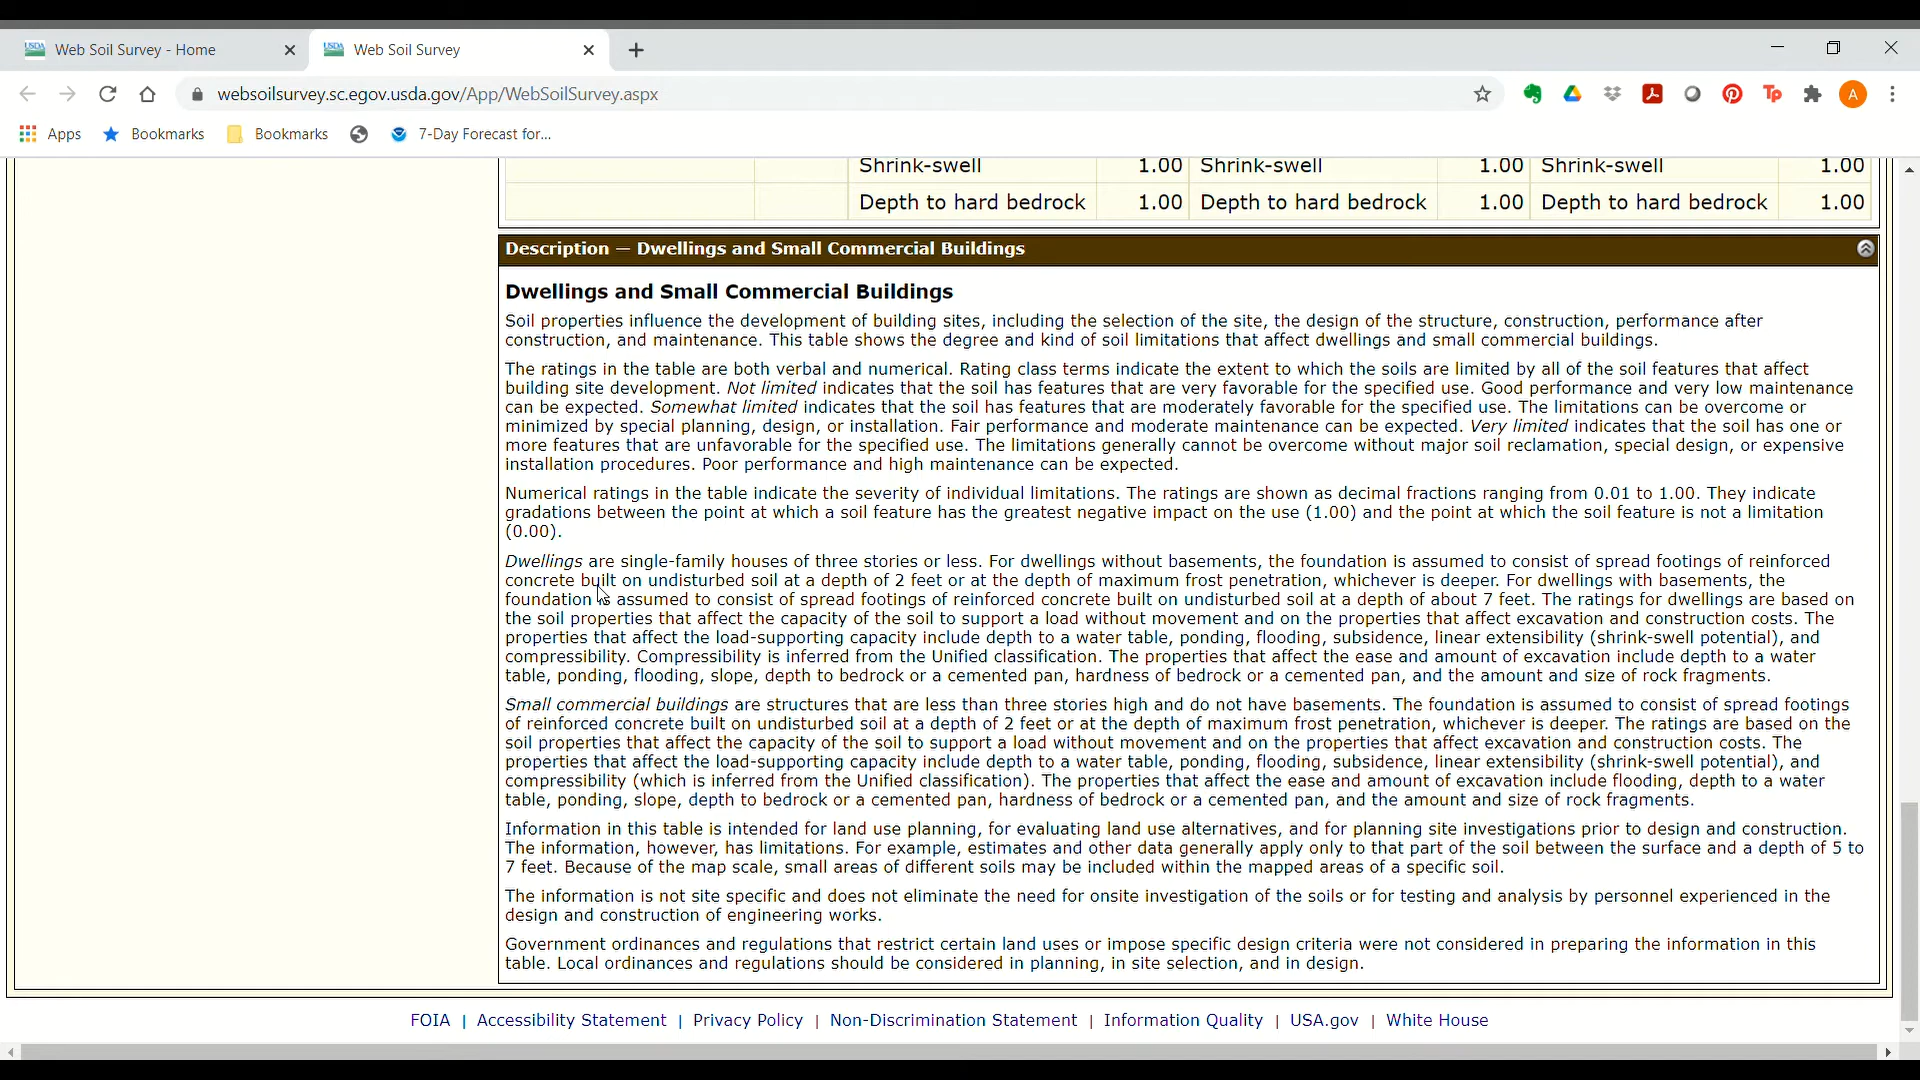 USDA Web Soil Survey - Home
USDA Web Soil Survey
websoilsurvey.sc.egov.usda.gov/App/WebSoilSurvey.aspx
Tp
A
Apps Bookmarks Bookmarks 7-Day Forecast for...
Shrink-swell 1.00 Shrink-swell 1.00 Shrink-swell 1.00
Depth to hard bedrock 1.00 Depth to hard bedrock 1.00 Depth to hard bedrock 1.00
Description — Dwellings and Small Commercial Buildings
Dwellings and Small Commercial Buildings
Soil properties influence the development of building sites, including the selection of the site, the design of the structure, construction, performance after
construction, and maintenance. This table shows the degree and kind of soil limitations that affect dwellings and small commercial buildings.
The ratings in the table are both verbal and numerical. Rating class terms indicate the extent to which the soils are limited by all of the soil features that affect
building site development. Not limited indicates that the soil has features that are very favorable for the specified use. Good performance and very low maintenance
can be expected. Somewhat limited indicates that the soil has features that are moderately favorable for the specified use. The limitations can be overcome or
minimized by special planning, design, or installation. Fair performance and moderate maintenance can be expected. Very limited indicates that the soil has one or
more features that are unfavorable for the specified use. The limitations generally cannot be overcome without major soil reclamation, special design, or expensive
installation procedures. Poor performance and high maintenance can be expected.
Numerical ratings in the table indicate the severity of individual limitations. The ratings are shown as decimal fractions ranging from 0.01 to 1.00. They indicate
gradations between the point at which a soil feature has the greatest negative impact on the use (1.00) and the point at which the soil feature is not a limitation
(0.00).
Dwellings are single-family houses of three stories or less. For dwellings without basements, the foundation is assumed to consist of spread footings of reinforced
concrete built on undisturbed soil at a depth of 2 feet or at the depth of maximum frost penetration, whichever is deeper. For dwellings with basements, the
foundation is assumed to consist of spread footings of reinforced concrete built on undisturbed soil at a depth of about 7 feet. The ratings for dwellings are based on
the soil properties that affect the capacity of the soil to support a load without movement and on the properties that affect excavation and construction costs. The
properties that affect the load-supporting capacity include depth to a water table, ponding, flooding, subsidence, linear extensibility (shrink-swell potential), and
compressibility. Compressibility is inferred from the Unified classification. The properties that affect the ease and amount of excavation include depth to a water
table, ponding, flooding, slope, depth to bedrock or a cemented pan, hardness of bedrock or a cemented pan, and the amount and size of rock fragments.
Small commercial buildings are structures that are less than three stories high and do not have basements. The foundation is assumed to consist of spread footings
of reinforced concrete built on undisturbed soil at a depth of 2 feet or at the depth of maximum frost penetration, whichever is deeper. The ratings are based on the
soil properties that affect the capacity of the soil to support a load without movement and on the properties that affect excavation and construction costs. The
properties that affect the load-supporting capacity include depth to a water table, ponding, flooding, subsidence, linear extensibility (shrink-swell potential), and
compressibility (which is inferred from the Unified classification). The properties that affect the ease and amount of excavation include flooding, depth to a water
table, ponding, slope, depth to bedrock or a cemented pan, hardness of bedrock or a cemented pan, and the amount and size of rock fragments.
Information in this table is intended for land use planning, for evaluating land use alternatives, and for planning site investigations prior to design and construction.
The information, however, has limitations. For example, estimates and other data generally apply only to that part of the soil between the surface and a depth of 5 to
7 feet. Because of the map scale, small areas of different soils may be included within the mapped areas of a specific soil.
The information is not site specific and does not eliminate the need for onsite investigation of the soils or for testing and analysis by personnel experienced in the
design and construction of engineering works.
Government ordinances and regulations that restrict certain land uses or impose specific design criteria were not considered in preparing the information in this
table. Local ordinances and regulations should be considered in planning, in site selection, and in design.
FOIA | Accessibility Statement | Privacy Policy | Non-Discrimination Statement | Information Quality | USA.gov | White House